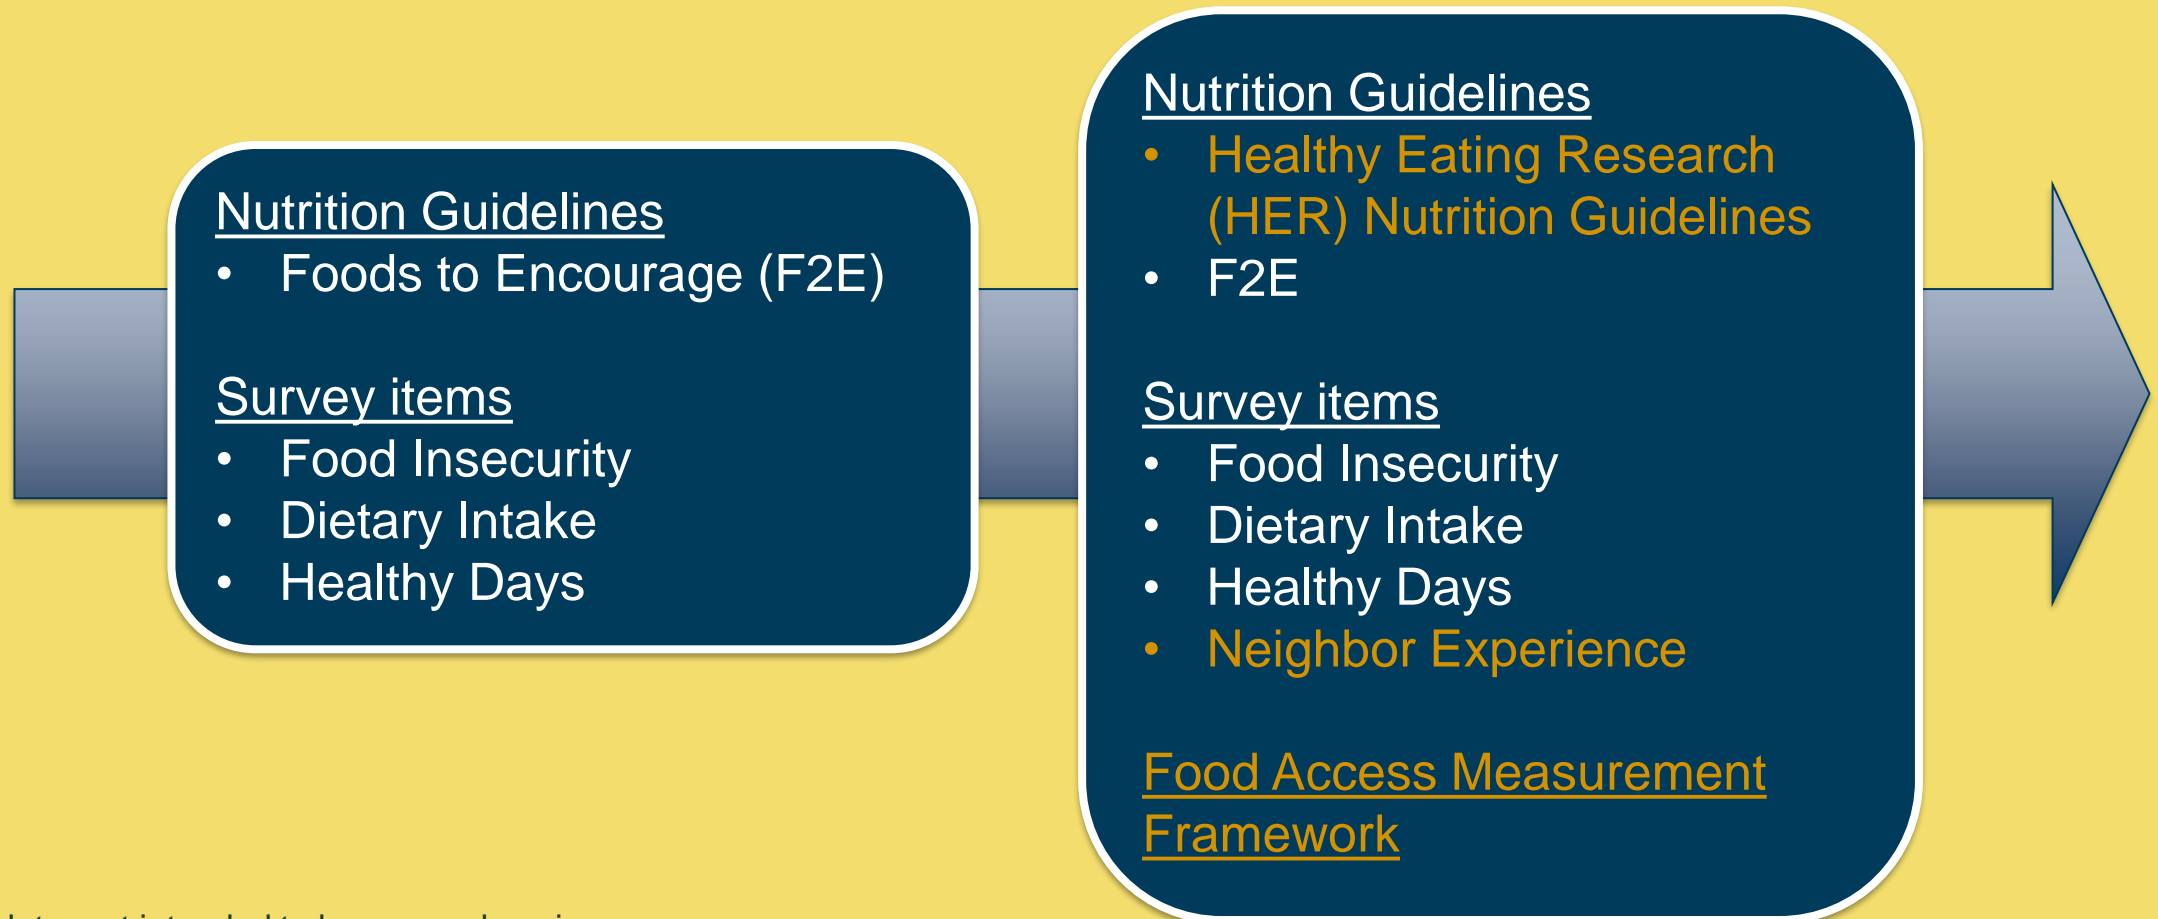 Nutrition Guidelines
• Foods to Encourage (F2E)
Survey items
• Food Insecurity
• Dietary Intake
• Healthy Days
Nutrition Guidelines
• Healthy Eating Research
(HER) Nutrition Guidelines
• F2E
Survey items
• Food Insecurity
• Dietary Intake
• Healthy Days
• Neighbor Experience
Food Access Measurement
Framework